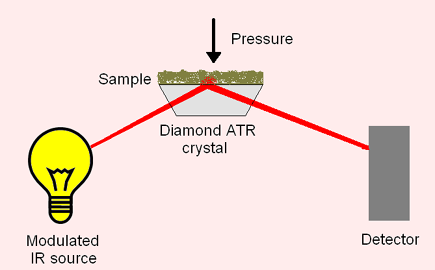 Pressure
Sample
Diamond ATR
crystal
Modulated
IR source
Detector